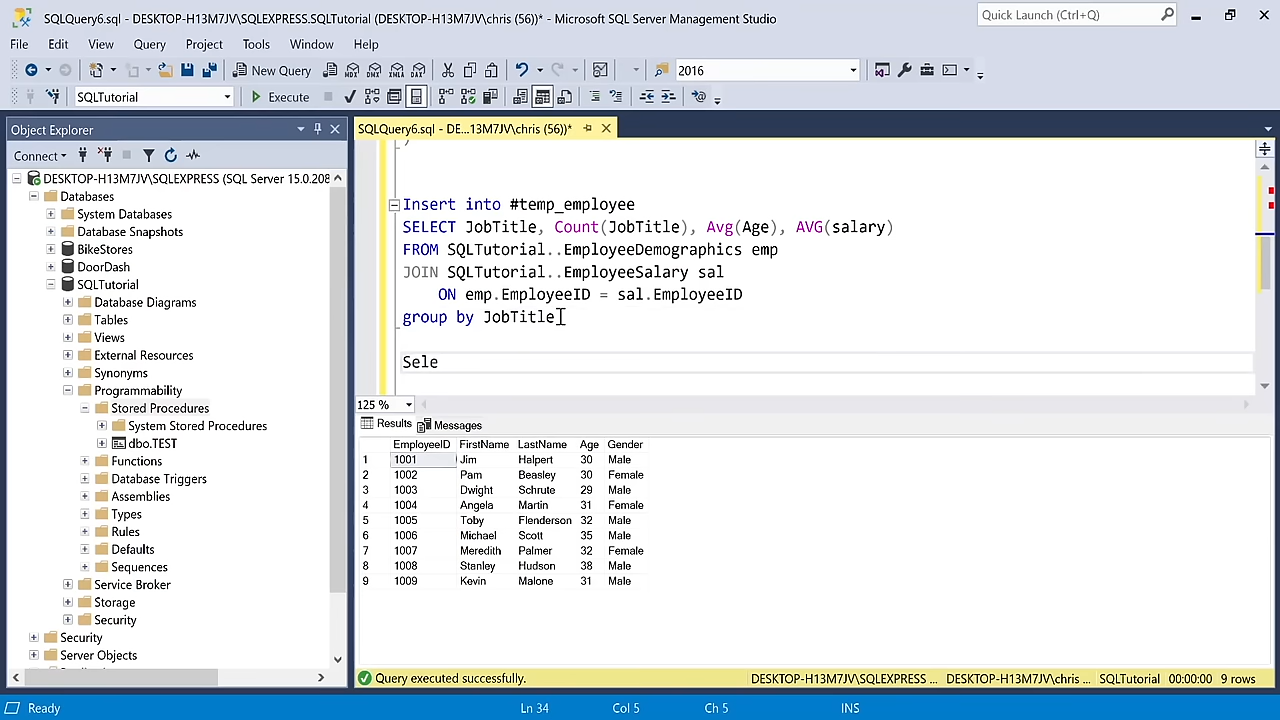 SQLQuery6.sql - DESKTOP-H13M7JV\SQLEXPRESS.SQLTutorial (DESKTOP-H13M7JV\chris (56))* - Microsoft SQL Server Management Studio
Quick Launch (Ctrl+Q)
File Edit View Query Project Tools Window Help
New Query MDX DMX XMLA DAX 2016
SQLTutorial Execute
Object Explorer
SQLQuery6.sql - DE...13M7JV\chris (56))*
Connect
DESKTOP-H13M7JV\SQLEXPRESS (SQL Server 15.0.208
Databases
System Databases
Database Snapshots
BikeStores
DoorDash
SQLTutorial
Database Diagrams
Tables
Views
External Resources
Synonyms
Programmability
Stored Procedures
System Stored Procedures
dbo.TEST
Functions
Database Triggers
Assemblies
Types
Rules
Defaults
Sequences
Service Broker
Storage
Security
Security
Server Objects
)
Insert into #temp_employee
SELECT JobTitle, Count(JobTitle), Avg(Age), AVG(salary)
FROM SQLTutorial..EmployeeDemographics emp
JOIN SQLTutorial..EmployeeSalary sal
ON emp.EmployeeID = sal.EmployeeID
group by JobTitle
Sele
125 %
Results Messages
EmployeeID FirstName LastName Age Gender
1 1001 Jim Halpert 30 Male
2 1002 Pam Beasley 30 Female
3 1003 Dwight Schrute 29 Male
4 1004 Angela Martin 31 Female
5 1005 Toby Flenderson 32 Male
6 1006 Michael Scott 35 Male
7 1007 Meredith Palmer 32 Female
8 1008 Stanley Hudson 38 Male
9 1009 Kevin Malone 31 Male
Query executed successfully. DESKTOP-H13M7JV\SQLEXPRESS ... DESKTOP-H13M7JV\chris ... SQLTutorial 00:00:00 9 rows
Ready Ln 34 Col 5 Ch 5 INS